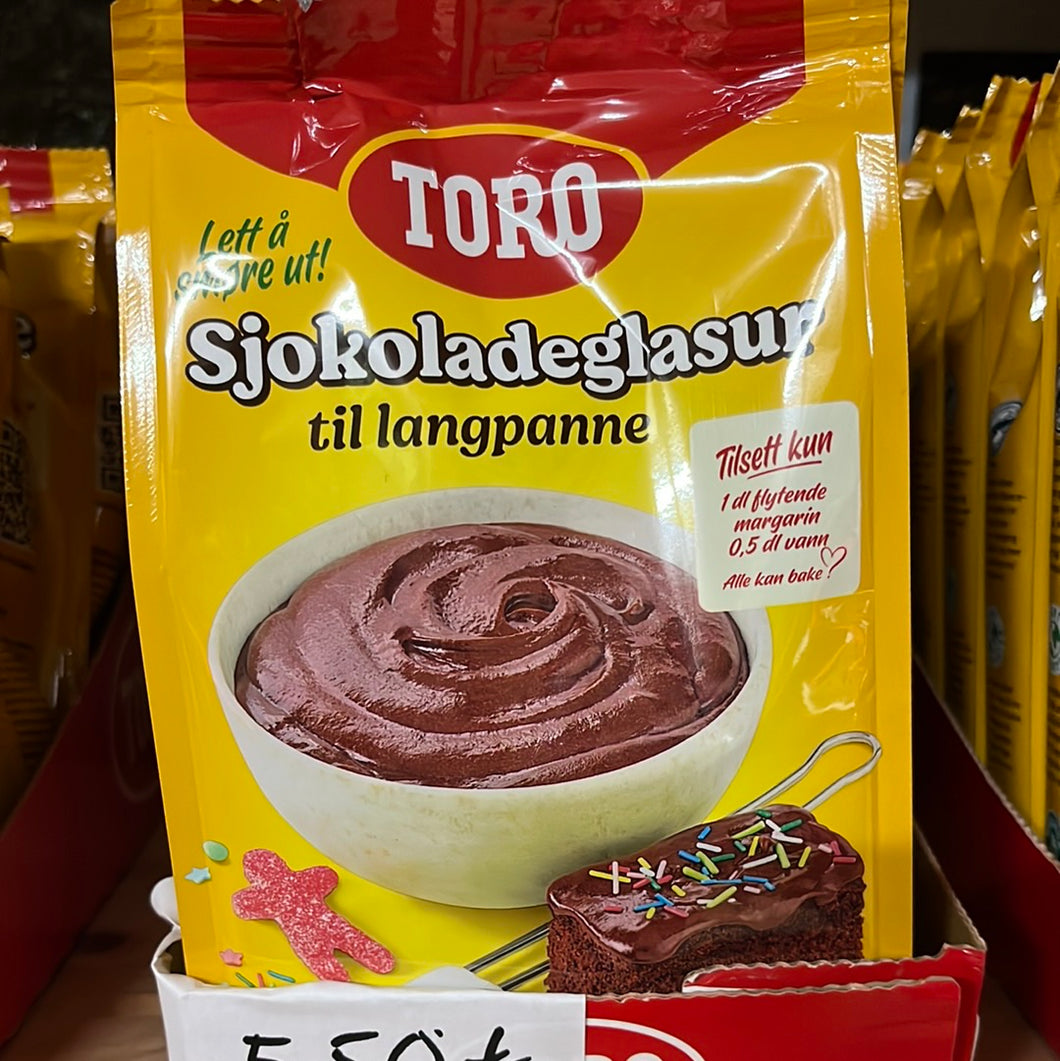 TORO
Lett å
smøre ut!
Sjokoladeglasur
til langpanne
Tilsett kun
1 dl flytende
margarin
0,5 dl vann
Alle kan bake!